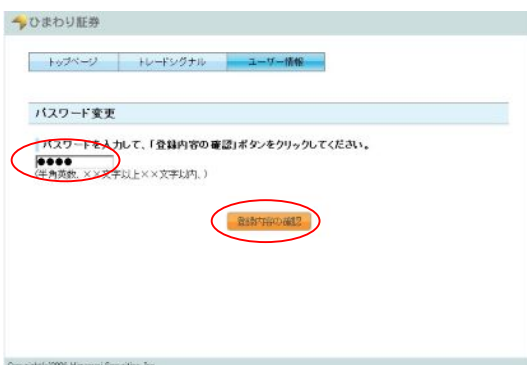 ひまわり証券
トップページ トレードシグナル ユーザー情報
パスワード変更
パスワードを入力して、「登録内容の確認」ボタンをクリックしてください。
●●●●
(半角英数、××文字以上××文字以内。)
登録内容の確認